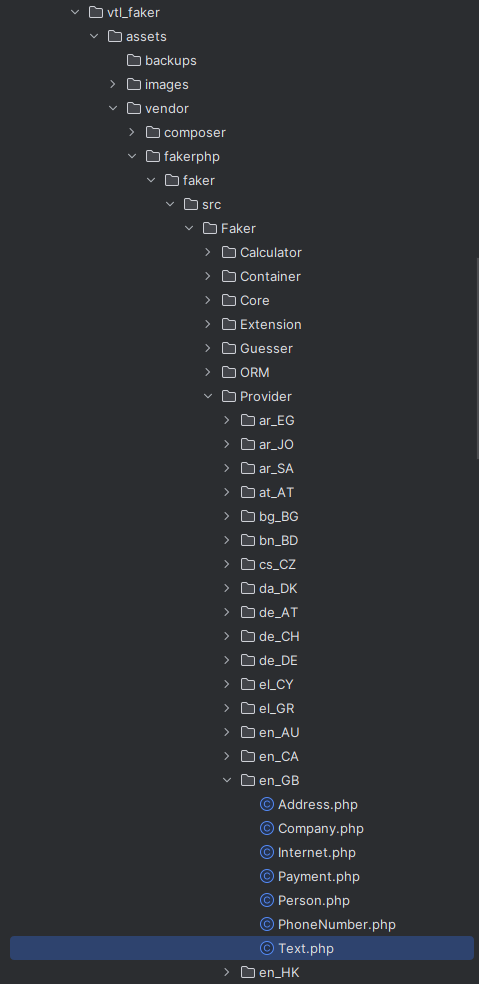 vtl_faker
assets
backups
images
vendor
composer
fakerphp
faker
src
Faker
Calculator
Container
Core
Extension
Guesser
ORM
Provider
ar_EG
ar_JO
ar_SA
at_AT
bg_BG
bn_BD
cs_CZ
da_DK
de_AT
de_CH
de_DE
el_CY
el_GR
en_AU
en_CA
en_GB
Address.php
Company.php
Internet.php
Payment.php
Person.php
PhoneNumber.php
Text.php
en_HK